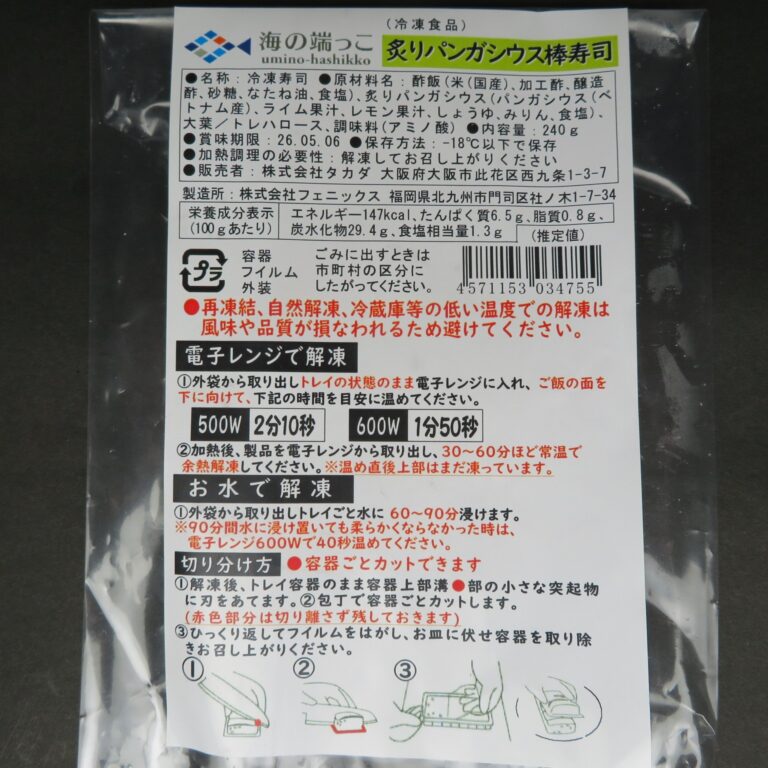 (冷凍食品)
海の端っこ
umino-hashikko
炙りパンガシウス棒寿司
●名称:冷凍寿司 ●原材料名:酢飯(米(国産)、加工酢、醸造
酢、砂糖、なたね油、食塩)、炙りパンガシウス(パンガシウス(ベ
トナム産)、ライム果汁、レモン果汁、しょうゆ、みりん、食塩)、
大葉/トレハロース、調味料(アミノ酸) ●内容量:240g
●賞味期限:26.05.06 ●保存方法:-18℃以下で保存
●加熱調理の必要性:解凍してお召し上がりください
●販売者:株式会社タカダ 大阪府大阪市此花区西九条1-3-7
製造所:株式会社フェニックス 福岡県北九州市門司区社ノ木1-7-34
栄養成分表示
(100gあたり)
エネルギー147kcal、たんぱく質6.5g、脂質0.8g、
炭水化物29.4g、食塩相当量1.3g (推定値)
プラ
容器
フイルム
外装
ごみに出すときは
市町村の区分に
したがってください。
4571153 034755
●再凍結、自然解凍、冷蔵庫等の低い温度での解凍は
風味や品質が損なわれるため避けてください。
電子レンジで解凍
①外袋から取り出しトレイの状態のまま電子レンジに入れ、ご飯の面を
下に向けて、下記の時間を目安に温めてください。
500W 2分10秒 600W 1分50秒
②加熱後、製品を電子レンジから取り出し、30~60分ほど常温で
余熱解凍してください。※温め直後上部はまだ凍っています。
お水で解凍
①外袋から取り出しトレイごと水に 60~90分浸けます。
※90分間水に浸け置いても柔らかくならなかった時は、
電子レンジ600Wで40秒温めてください。
切り分け方 ●容器ごとカットできます
①解凍後、トレイ容器のまま容器上部溝●部の小さな突起物
に刃をあてます。②包丁で容器ごとカットします。
(赤色部分は切り離さず残しておきます)
③ひっくり返してフイルムをはがし、お皿に伏せ容器を取り除
きお召し上がりください。
① ② ③